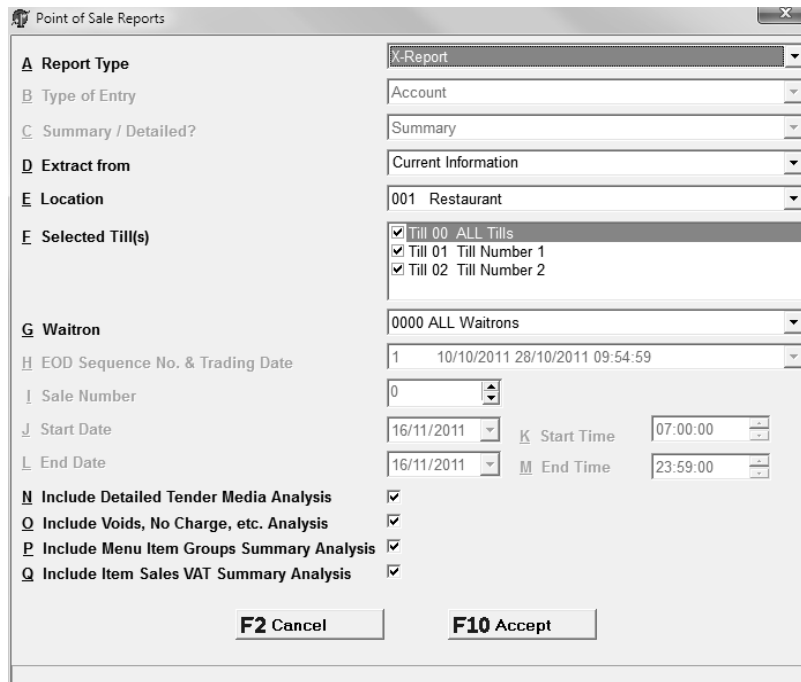 Point of Sale Reports
A Report Type X-Report
B Type of Entry Account
C Summary / Detailed? Summary
D Extract from Current Information
E Location 001 Restaurant
F Selected Till(s) Till 00 ALL Tills
Till 01 Till Number 1
Till 02 Till Number 2
G Waitron 0000 ALL Waitrons
H EOD Sequence No. & Trading Date 1 10/10/2011 28/10/2011 09:54:59
I Sale Number 0
J Start Date 16/11/2011 K Start Time 07:00:00
L End Date 16/11/2011 M End Time 23:59:00
N Include Detailed Tender Media Analysis
O Include Voids, No Charge, etc. Analysis
P Include Menu Item Groups Summary Analysis
Q Include Item Sales VAT Summary Analysis
F2 Cancel F10 Accept